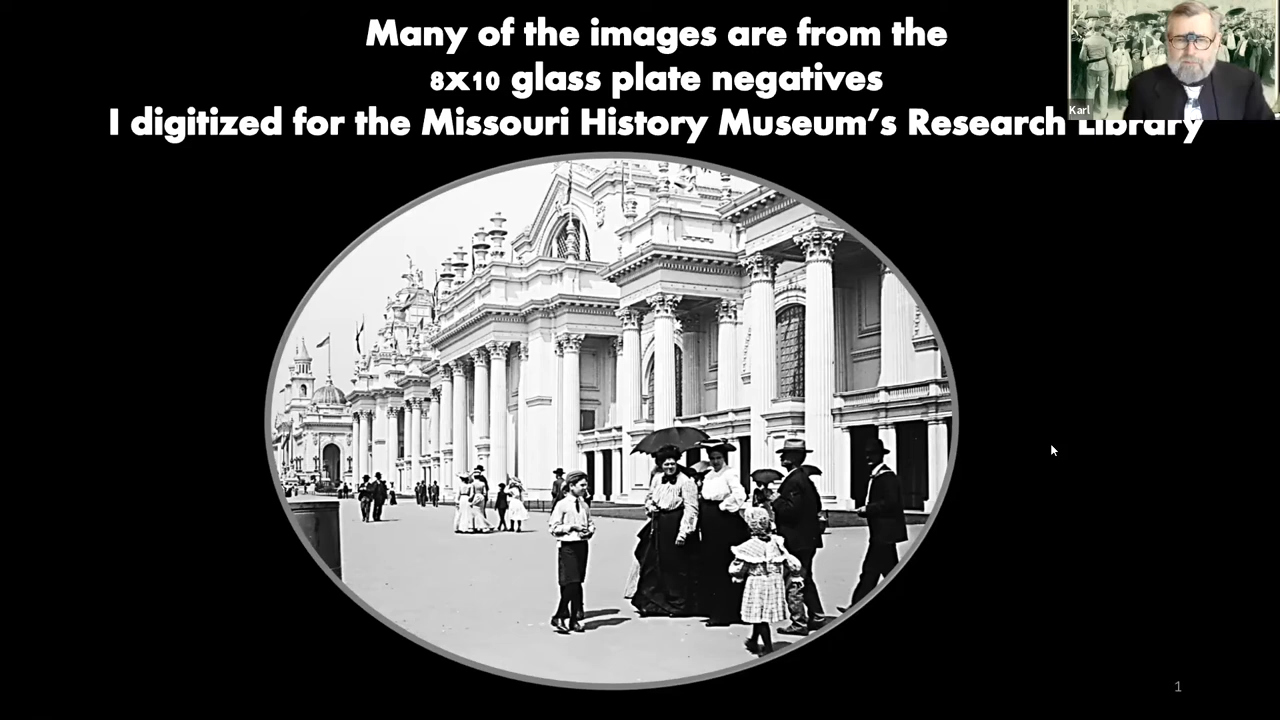 Many of the images are from the
8x10 glass plate negatives
I digitized for the Missouri History Museum's Research Library
Karl
1